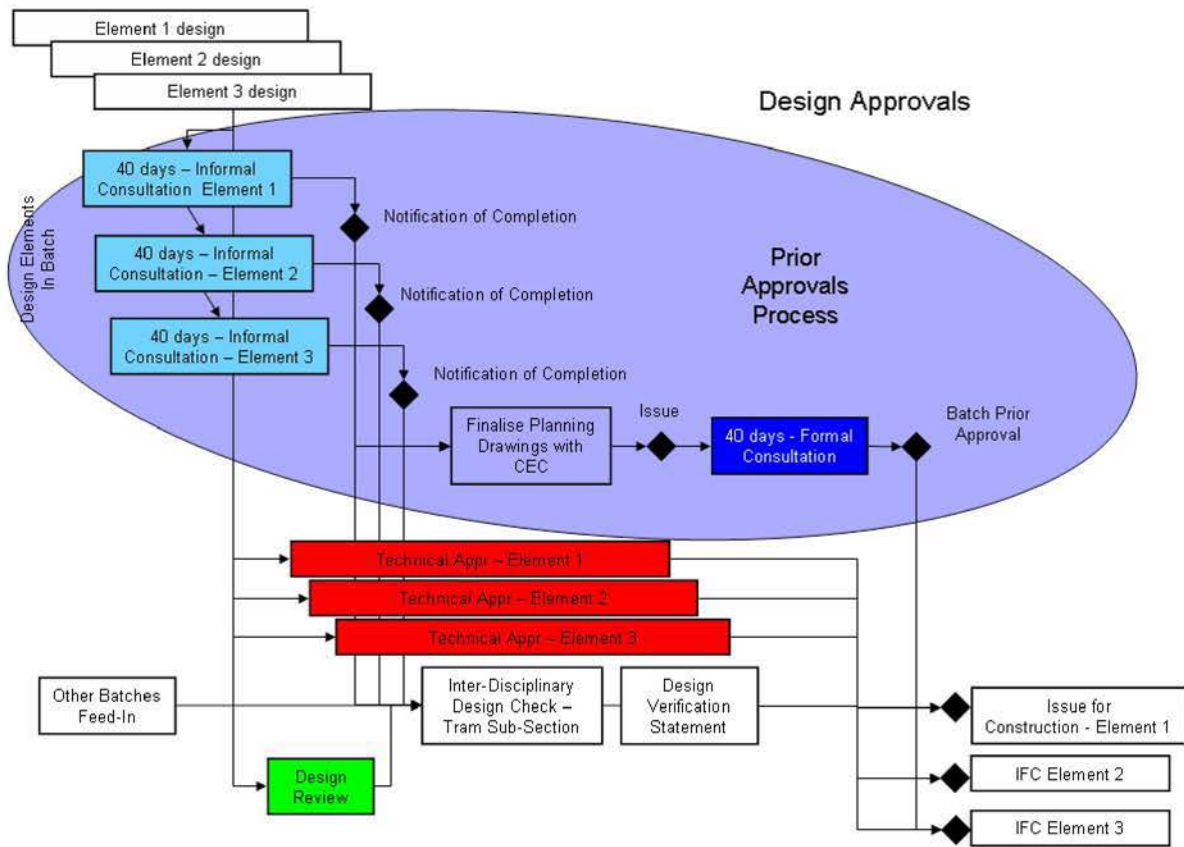 Element 1 design
Element 2 design
Element 3 design
Design Approvals
40 days – Informal
Consultation  Element 1
Notification of Completion
Design Elements
In Batch
40 days – Informal
Consultation – Element 2
Notification of Completion
Prior
Approvals
Process
40 days – Informal
Consultation – Element 3
Notification of Completion
Finalise Planning
Drawings with
CEC
Issue
40 days - Formal
Consultation
Batch Prior
Approval
Technical Appr – Element 1
Technical Appr – Element 2
Technical Appr – Element 3
Other Batches
Feed-In
Inter-Disciplinary
Design Check –
Tram Sub-Section
Design
Verification
Statement
Issue for
Construction - Element 1
Design
Review
IFC Element 2
IFC Element 3